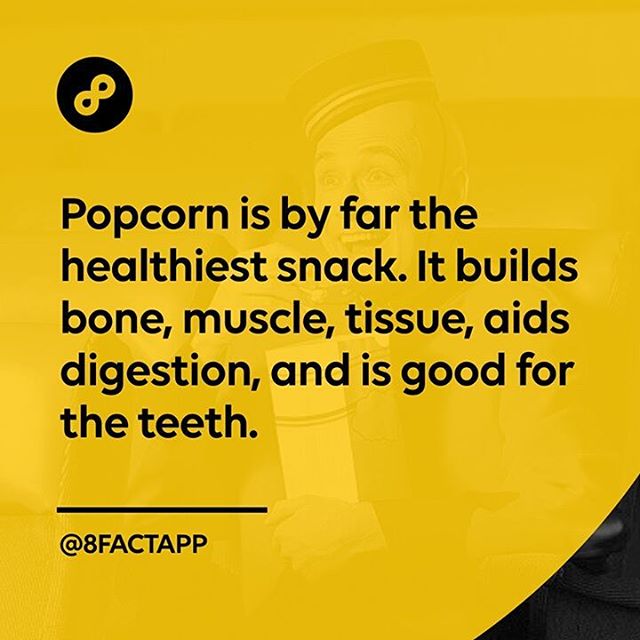 Popcorn is by far the
healthiest snack. It builds
bone, muscle, tissue, aids
digestion, and is good for
the teeth.
@8FACTAPP